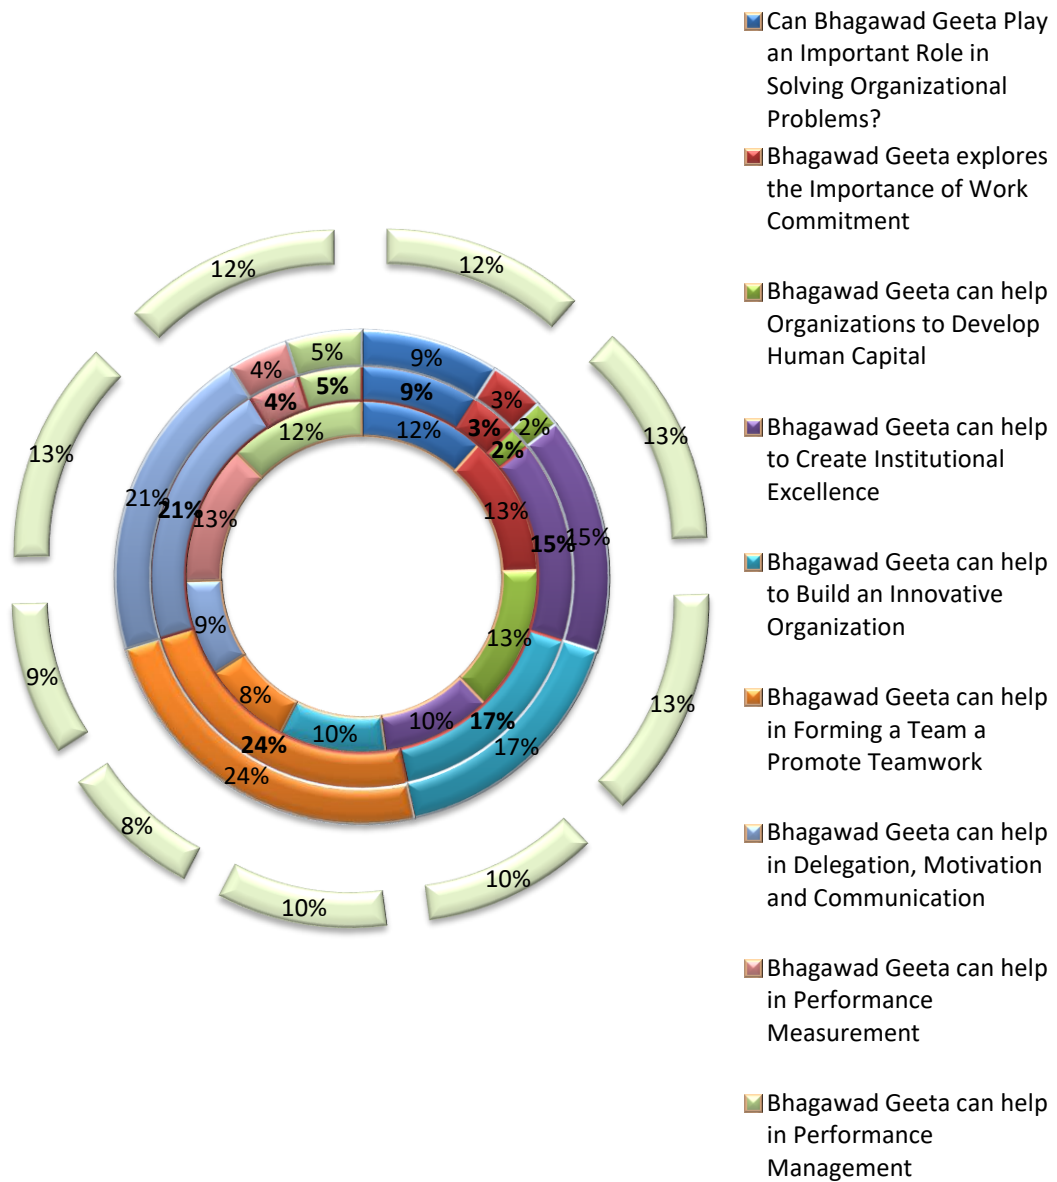 Can Bhagawad Geeta Play
an Important Role in
Solving Organizational
Problems?
Bhagawad Geeta explores
the Importance of Work
Commitment
Bhagawad Geeta can help
Organizations to Develop
Human Capital
Bhagawad Geeta can help
to Create Institutional
Excellence
Bhagawad Geeta can help
to Build an Innovative
Organization
Bhagawad Geeta can help
in Forming a Team a
Promote Teamwork
Bhagawad Geeta can help
in Delegation, Motivation
and Communication
Bhagawad Geeta can help
in Performance
Measurement
Bhagawad Geeta can help
in Performance
Management
12%
13%
13%
10%
10%
8%
9%
13%
12%
9%
3%
2%
15%
17%
24%
21%
4%
5%
9%
3%
2%
15%
17%
24%
21%
4%
5%
12%
13%
13%
10%
10%
8%
9%
13%
12%